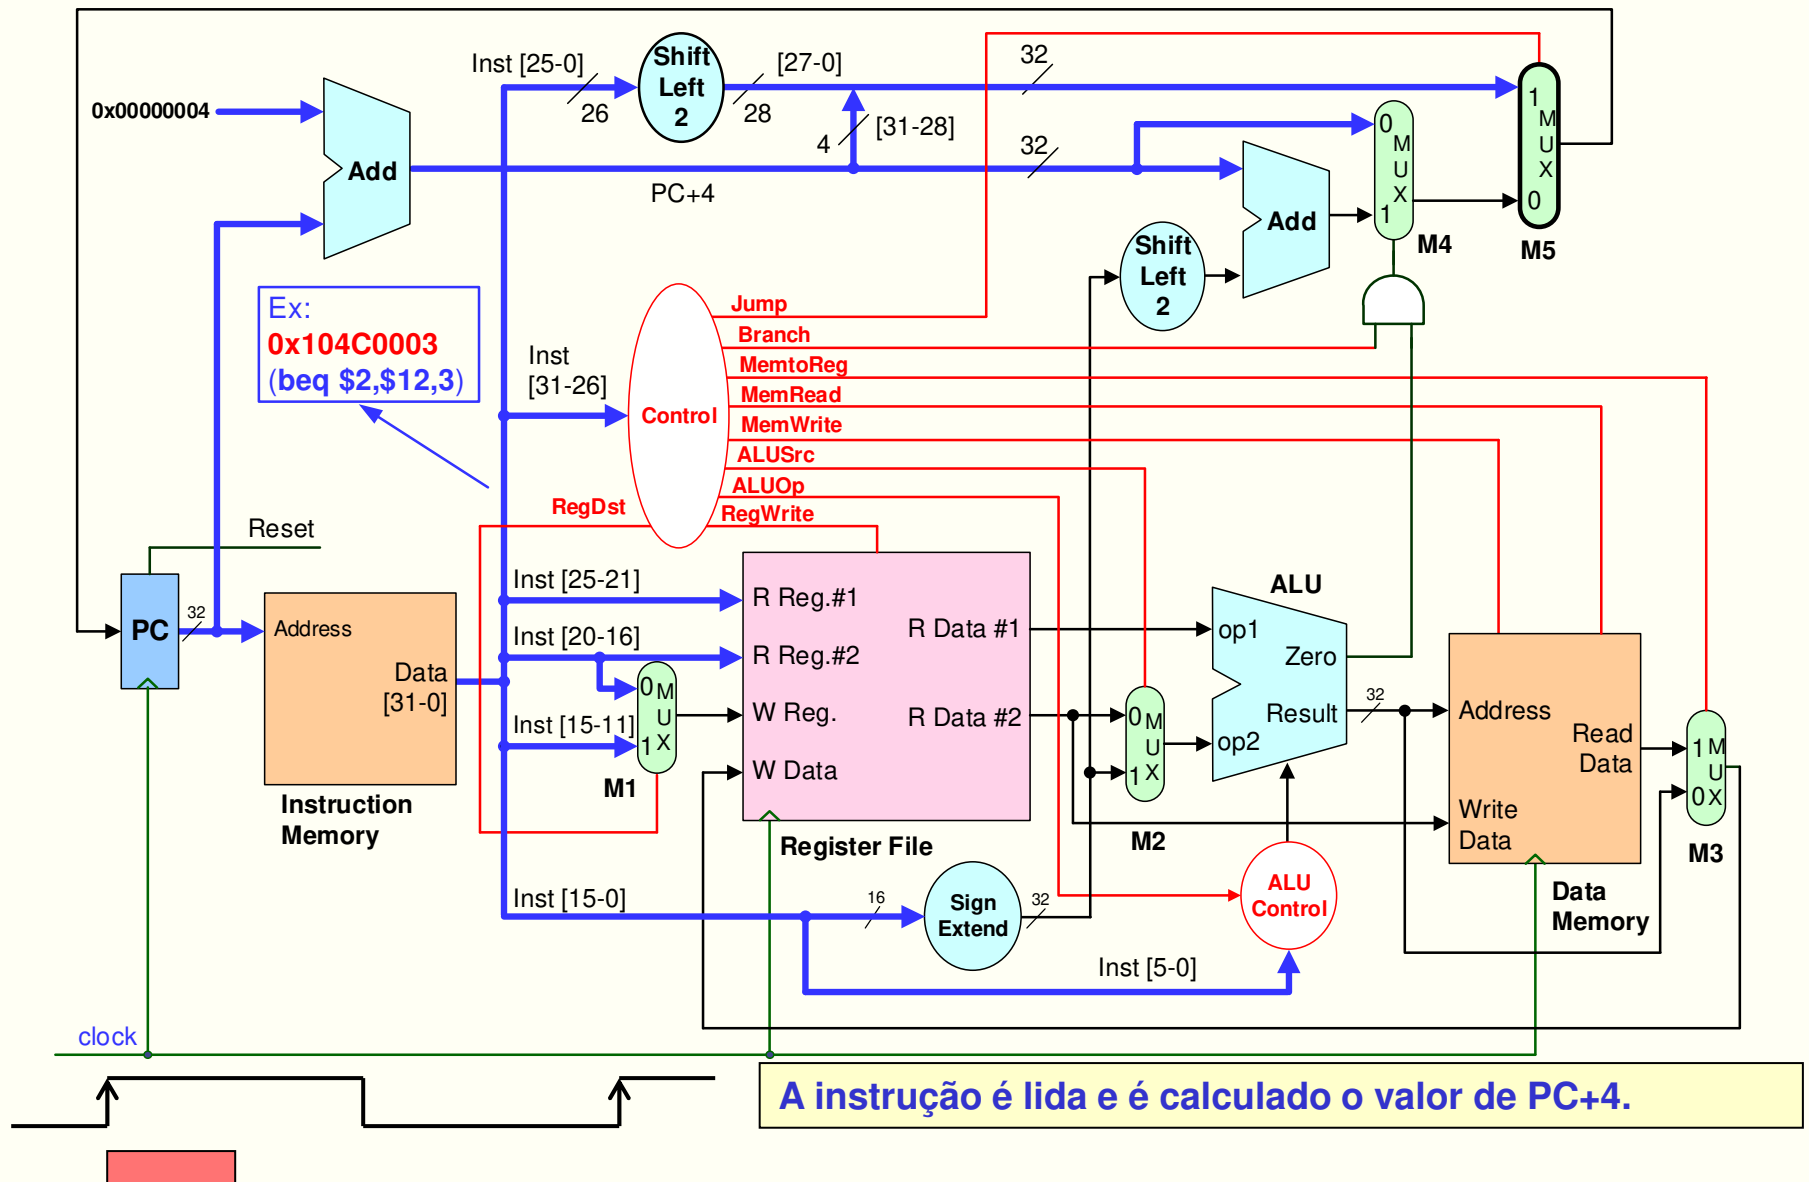 Inst [25-0]
26
Shift
Left
2
[27-0]
28
32
0x00000004
Add
4
[31-28]
32
PC+4
0
M
U
X
1
M4
1
M
U
X
0
M5
Add
Shift
Left
2
Ex:
0x104C0003
(beq $2,$12,3)
Inst
[31-26]
Control
Jump
Branch
MemtoReg
MemRead
MemWrite
ALUSrc
ALUOp
RegWrite
RegDst
Reset
PC
32
Address
Data
[31-0]
Instruction
Memory
Inst [25-21]
Inst [20-16]
Inst [15-11]
0
M
U
X
1
M1
R Reg.#1
R Reg.#2
W Reg.
W Data
R Data #1
R Data #2
Register File
0
M
U
X
1
M2
ALU
op1
Zero
Result
op2
32
Address
Read
Data
Write
Data
Data
Memory
1
M
U
X
0
M3
Inst [15-0]
16
Sign
Extend
32
ALU
Control
Inst [5-0]
clock
A instrução é lida e é calculado o valor de PC+4.